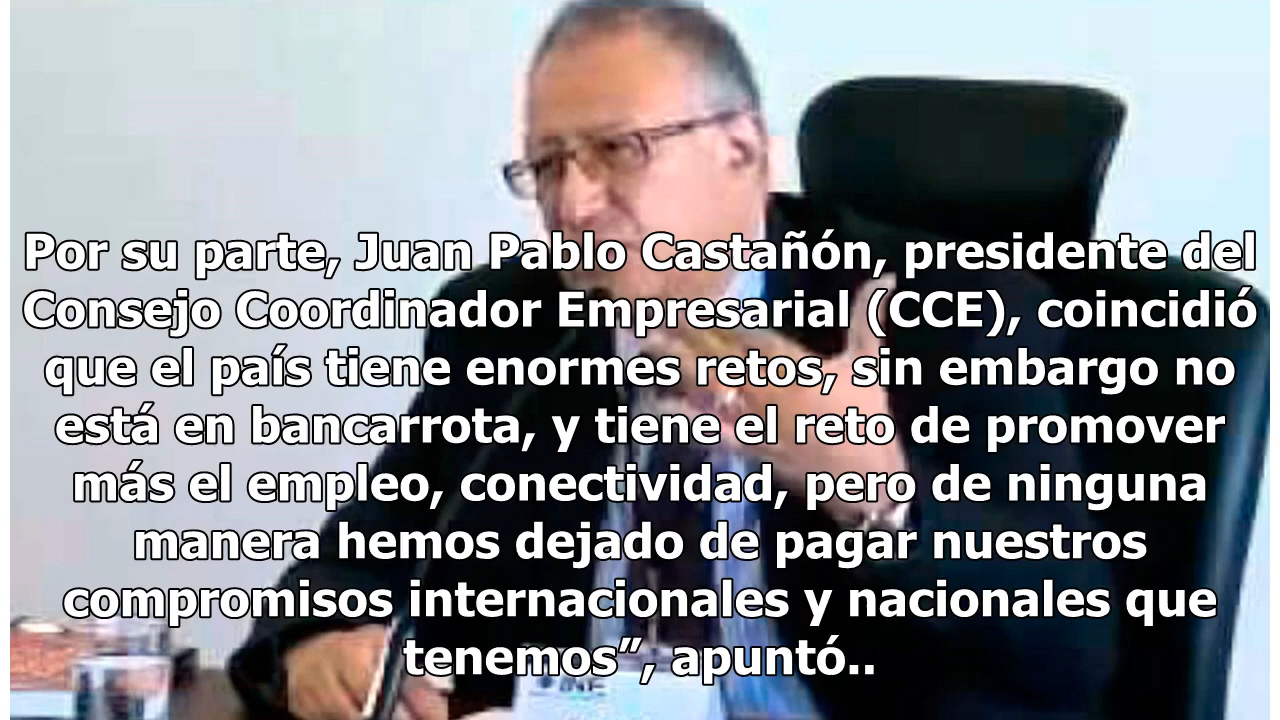 Por su parte, Juan Pablo Castañón, presidente del
Consejo Coordinador Empresarial (CCE), coincidió
que el país tiene enormes retos, sin embargo no
está en bancarrota, y tiene el reto de promover
más el empleo, conectividad, pero de ninguna
manera hemos dejado de pagar nuestros
compromisos internacionales y nacionales que
tenemos”, apuntó..
INE